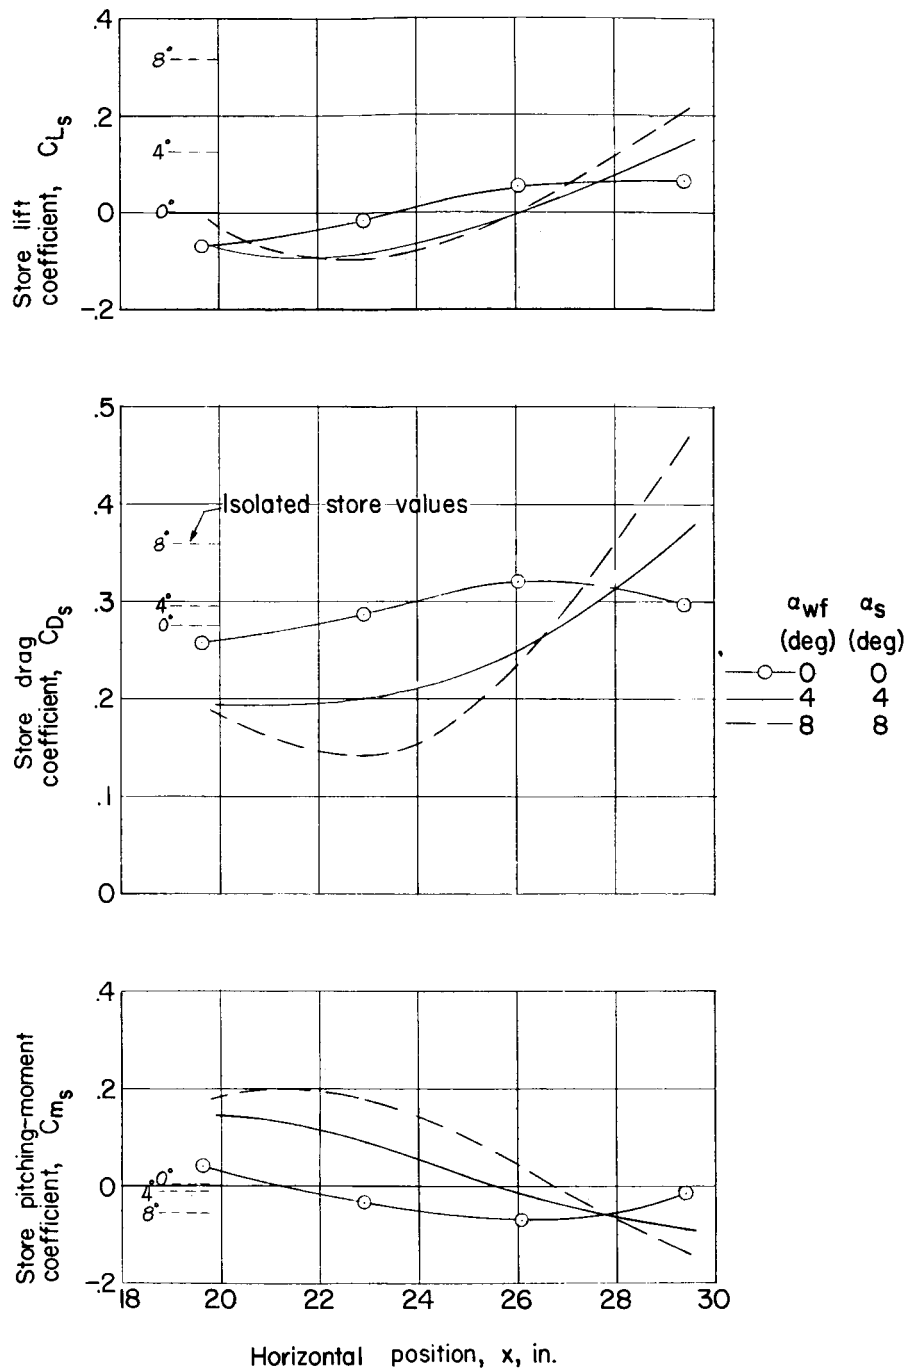 .4
8°
.2
4°
0°
0
-.2
Store lift
coefficient, C_Ls
.5
.4
Isolated store values
8°
4°
0°
.3
.2
.1
0
Store drag
coefficient, C_Ds
α_wf α_s
(deg) (deg)
0 0
4 4
8 8
.4
.2
0°
4°
8°
0
-.2
Store pitching-moment
coefficient, C_ms
18 20 22 24 26 28 30
Horizontal position, x, in.